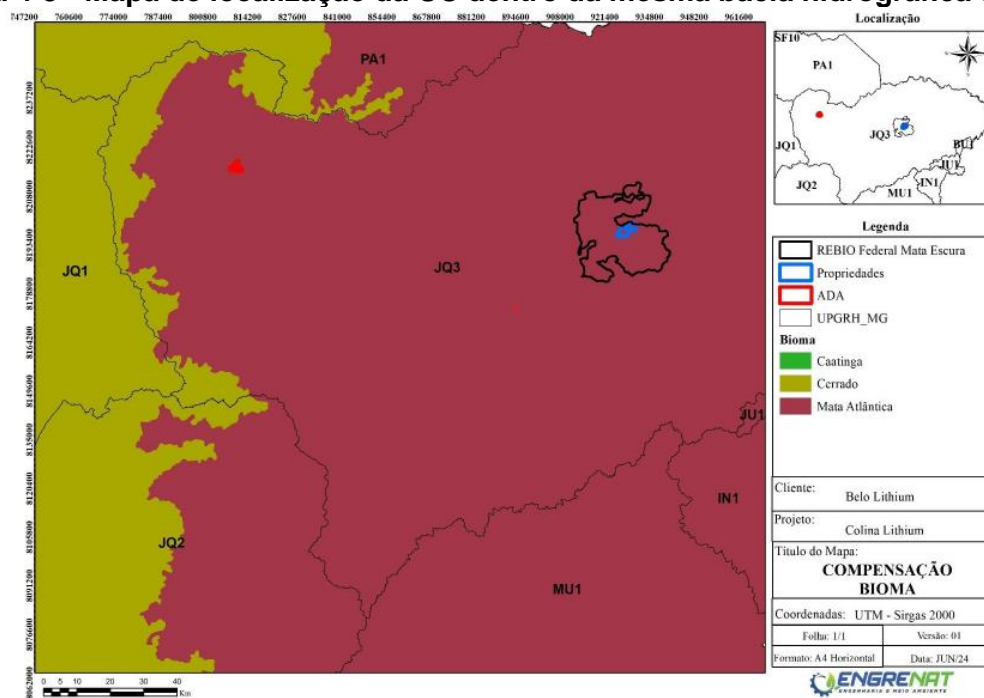 Mapa de localização da UC dentro da mesma bacia hidrográfica
747200 760600 774000 787400 800800 814200 827600 841000 854400 867800 881200 894600 908000 921400 934800 948200 961600
8237200
8222600
8208000
8193400
8178800
8164200
8149600
8135000
8120400
8105800
8091200
8076600
8062000
PA1
JQ1
JQ3
JQ2
JU1
IN1
MU1
0 5 10 20 30 40
Km
Localização
SF10
PA1
JQ1
JQ3
BU1
JU1
JQ2
MU1
IN1
Legenda
REBIO Federal Mata Escura
Propriedades
ADA
UPGRH_MG
Bioma
Caatinga
Cerrado
Mata Atlântica
Cliente:
Belo Lithium
Projeto:
Colina Lithium
Título do Mapa:
COMPENSAÇÃO
BIOMA
Coordenadas: UTM - Sirgas 2000
Folha: 1/1
Versão: 01
Formato: A4 Horizontal
Data: JUN/24
ENGRENAT
ENGENHARIA E MEIO AMBIENTE